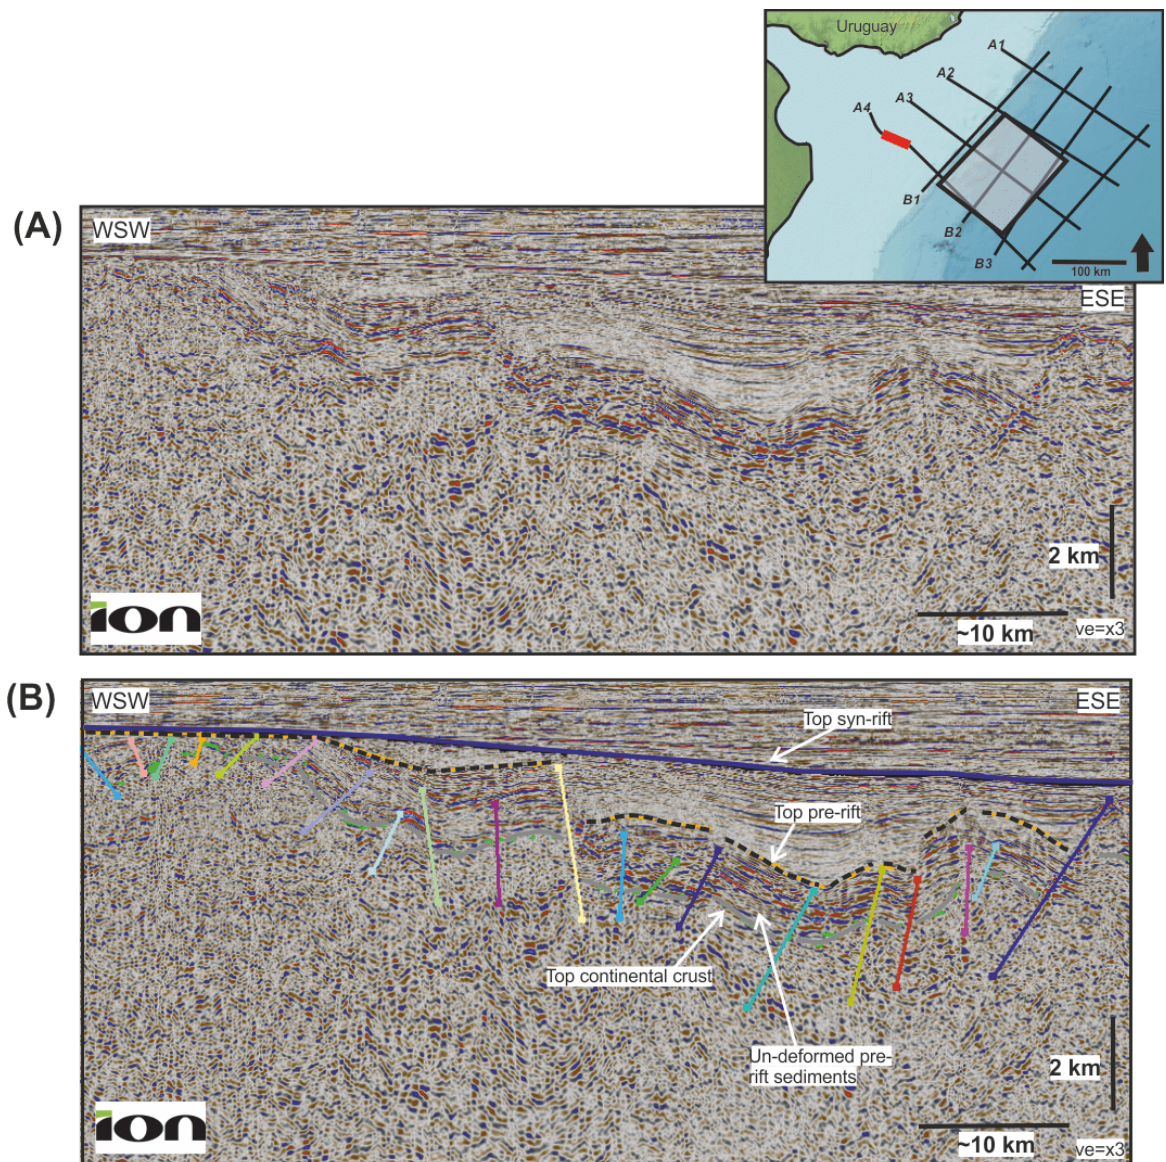 Uruguay
A1
A2
A3
A4
B1
B2
B3
100 km
(A)
WSW
ESE
2 km
~10 km
ion
ve=x3
(B)
WSW
ESE
Top syn-rift
Top pre-rift
Top continental crust
Un-deformed pre-
rift sediments
2 km
~10 km
ion
ve=x3